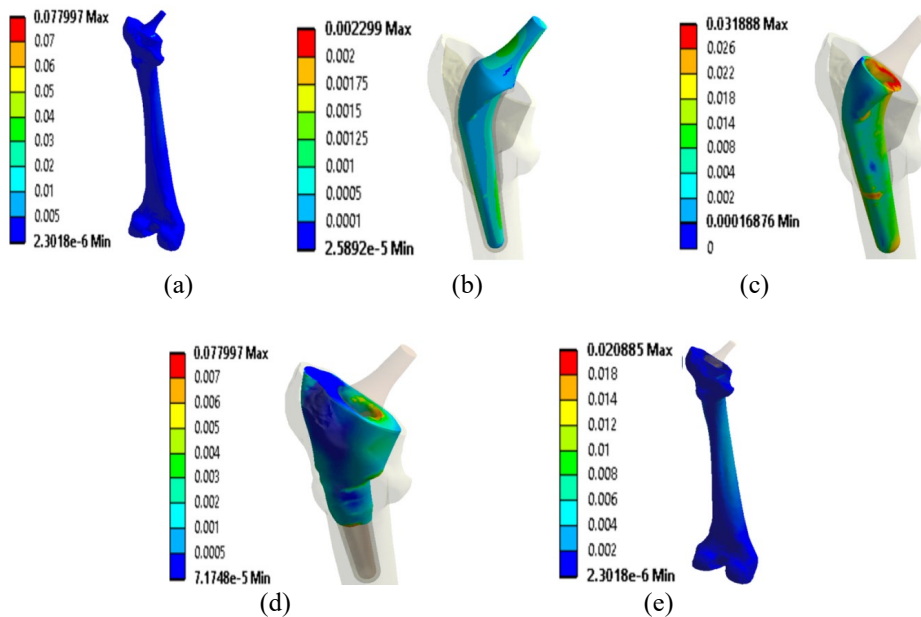 0.077997 Max
0.07
0.06
0.05
0.04
0.03
0.02
0.01
0.005
2.3018e-6 Min
(a)
0.002299 Max
0.002
0.00175
0.0015
0.00125
0.001
0.0005
0.0001
2.5892e-5 Min
(b)
0.031888 Max
0.026
0.022
0.018
0.014
0.008
0.004
0.002
0.00016876 Min
0
(c)
0.077997 Max
0.007
0.006
0.005
0.004
0.003
0.002
0.001
0.0005
7.1748e-5 Min
(d)
0.020885 Max
0.018
0.014
0.012
0.01
0.008
0.006
0.004
0.002
2.3018e-6 Min
(e)